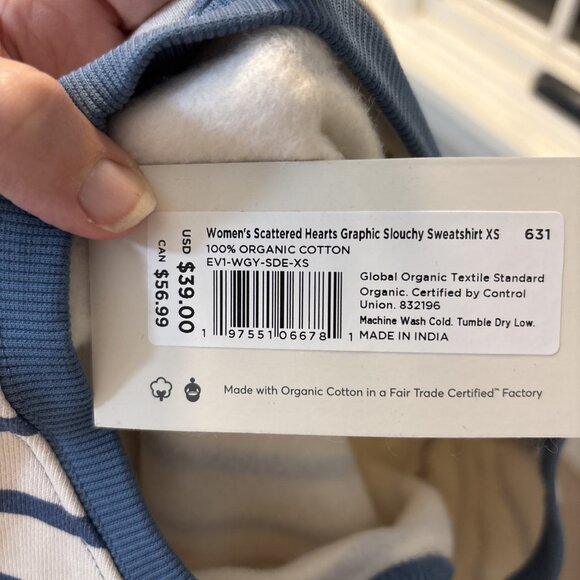 Women's Scattered Hearts Graphic Slouchy Sweatshirt XS 631
100% ORGANIC COTTON
EV1-WGY-SDE-XS
USD $39.00
CAN $56.99
Global Organic Textile Standard
Organic. Certified by Control
Union. 832196
Machine Wash Cold. Tumble Dry Low.
MADE IN INDIA
1 97551 06678 1
Made with Organic Cotton in a Fair Trade Certified™ Factory